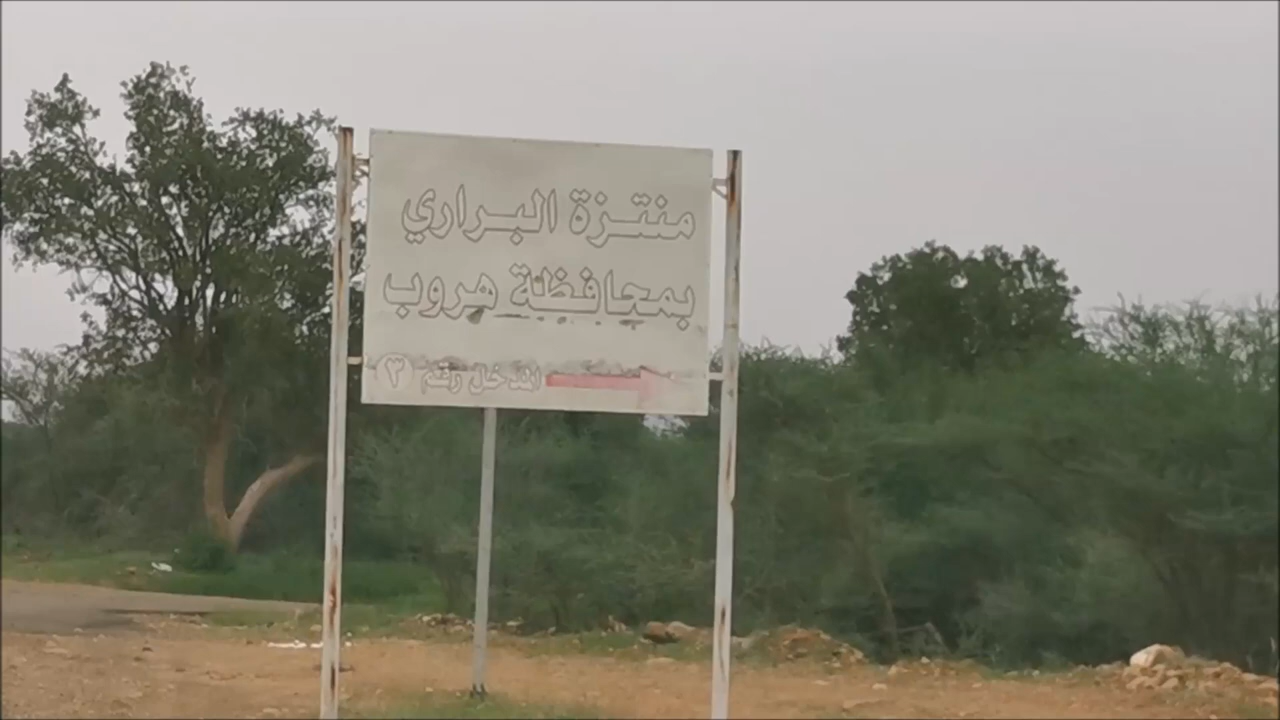 منتزة البراري
بمحافظة هروب
المدخل رقم (٣)